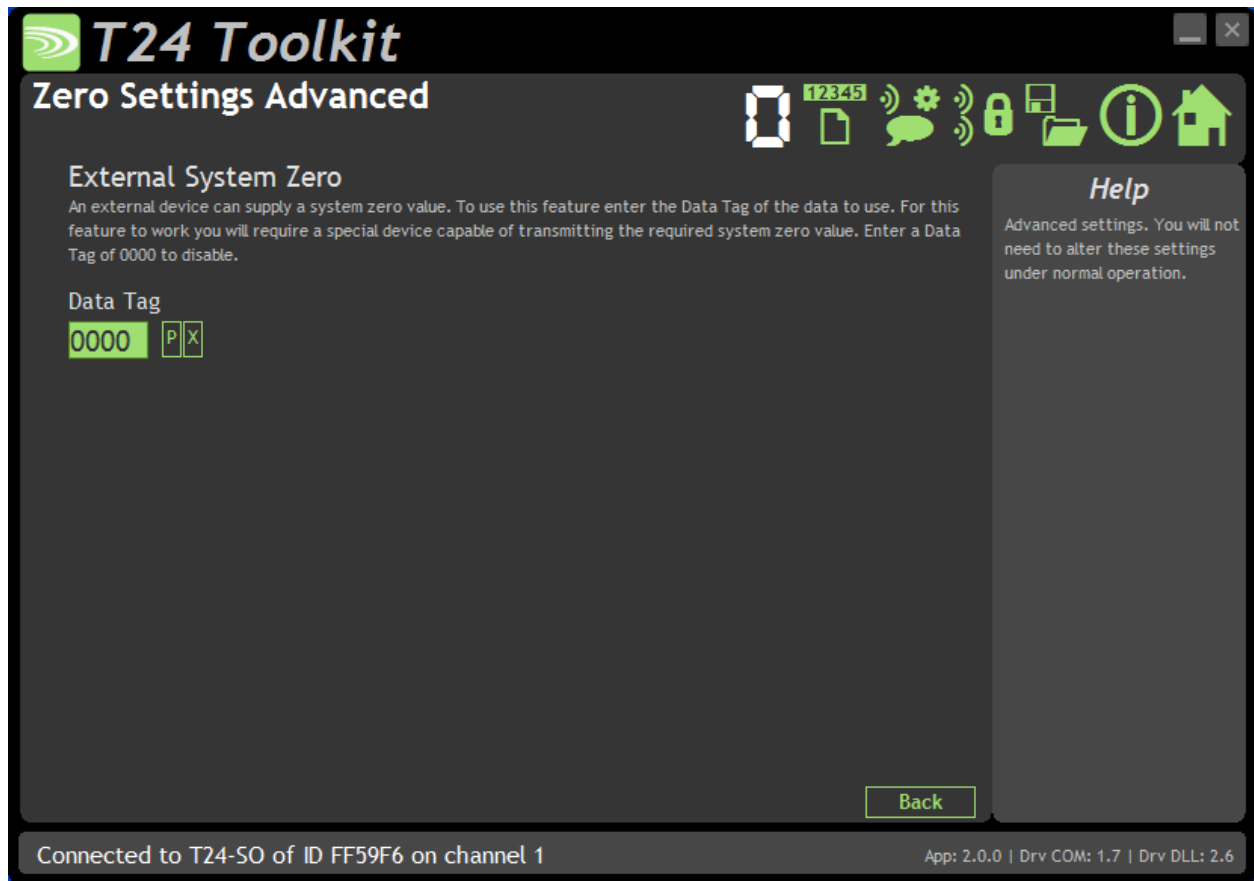 T24 Toolkit
Zero Settings Advanced
0
12345
External System Zero
An external device can supply a system zero value. To use this feature enter the Data Tag of the data to use. For this
feature to work you will require a special device capable of transmitting the required system zero value. Enter a Data
Tag of 0000 to disable.
Data Tag
0000 P X
Help
Advanced settings. You will not
need to alter these settings
under normal operation.
Back
Connected to T24-SO of ID FF59F6 on channel 1
App: 2.0.0 | Drv COM: 1.7 | Drv DLL: 2.6